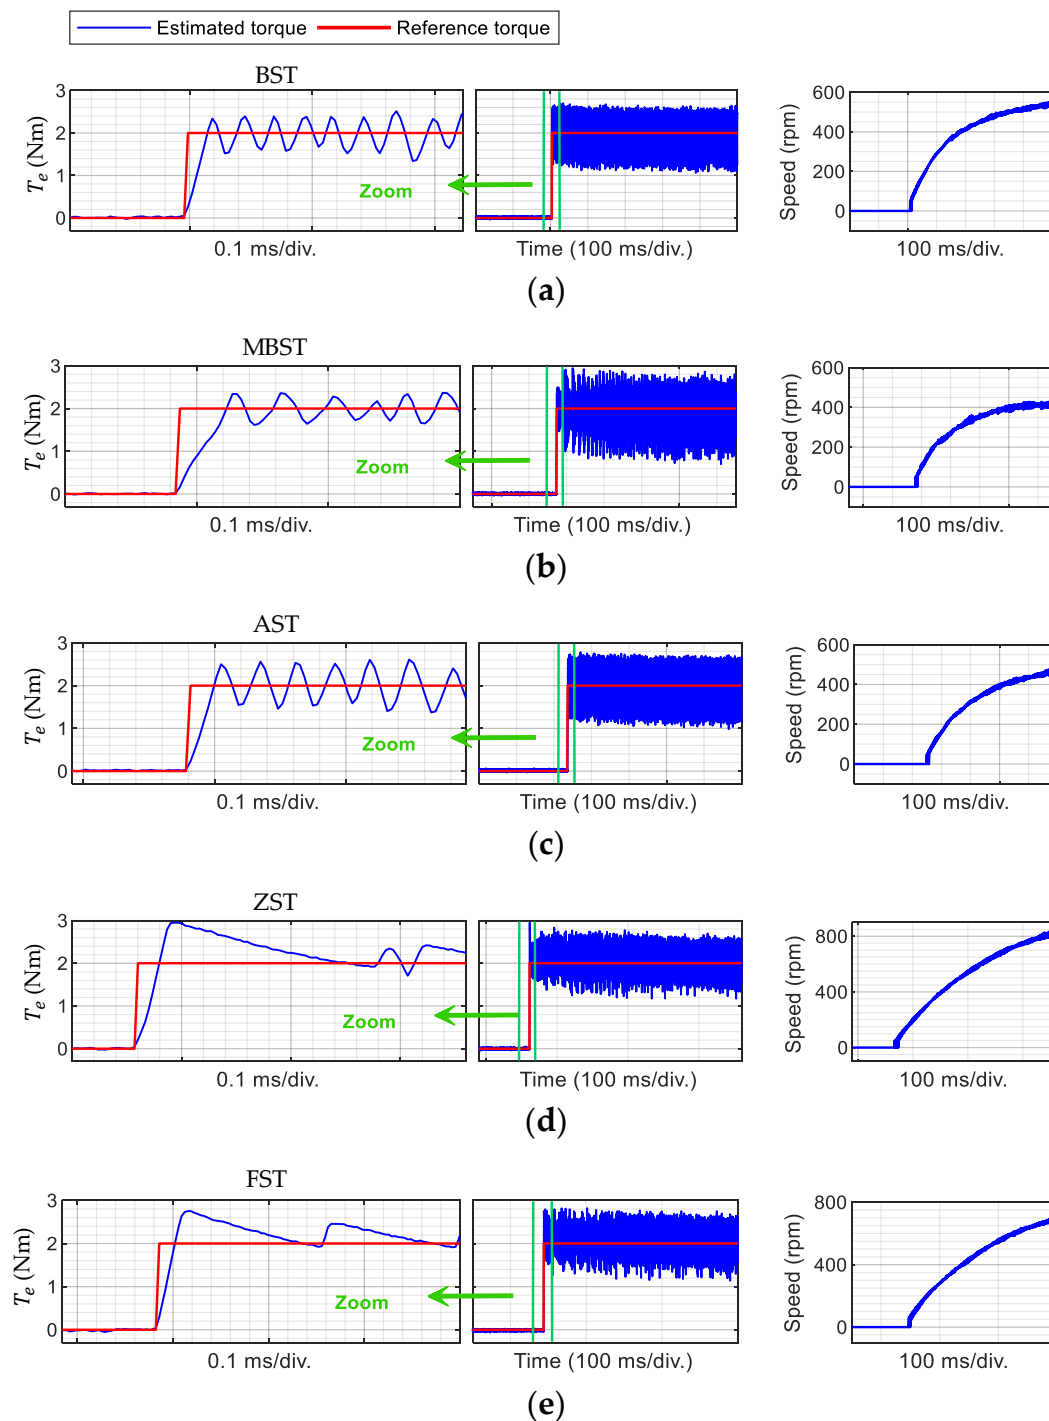 Estimated torque Reference torque
BST
3
2
1
0
Te (Nm)
Zoom
600
400
200
0
Speed (rpm)
0.1 ms/div. Time (100 ms/div.) 100 ms/div.
(a)
MBST
3
2
1
0
Te (Nm)
Zoom
600
400
200
0
Speed (rpm)
0.1 ms/div. Time (100 ms/div.) 100 ms/div.
(b)
AST
3
2
1
0
Te (Nm)
Zoom
600
400
200
0
Speed (rpm)
0.1 ms/div. Time (100 ms/div.) 100 ms/div.
(c)
ZST
3
2
1
0
Te (Nm)
Zoom
800
400
0
Speed (rpm)
0.1 ms/div. Time (100 ms/div.) 100 ms/div.
(d)
FST
3
2
1
0
Te (Nm)
Zoom
800
400
0
Speed (rpm)
0.1 ms/div. Time (100 ms/div.) 100 ms/div.
(e)